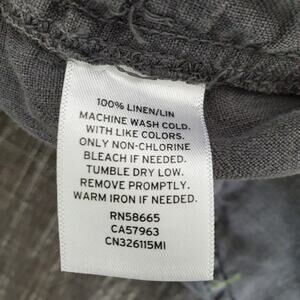 100% LINEN/LIN
MACHINE WASH COLD.
WITH LIKE COLORS.
ONLY NON-CHLORINE
BLEACH IF NEEDED.
TUMBLE DRY LOW.
REMOVE PROMPTLY.
WARM IRON IF NEEDED.
RN58665
CA57963
CN326115MI